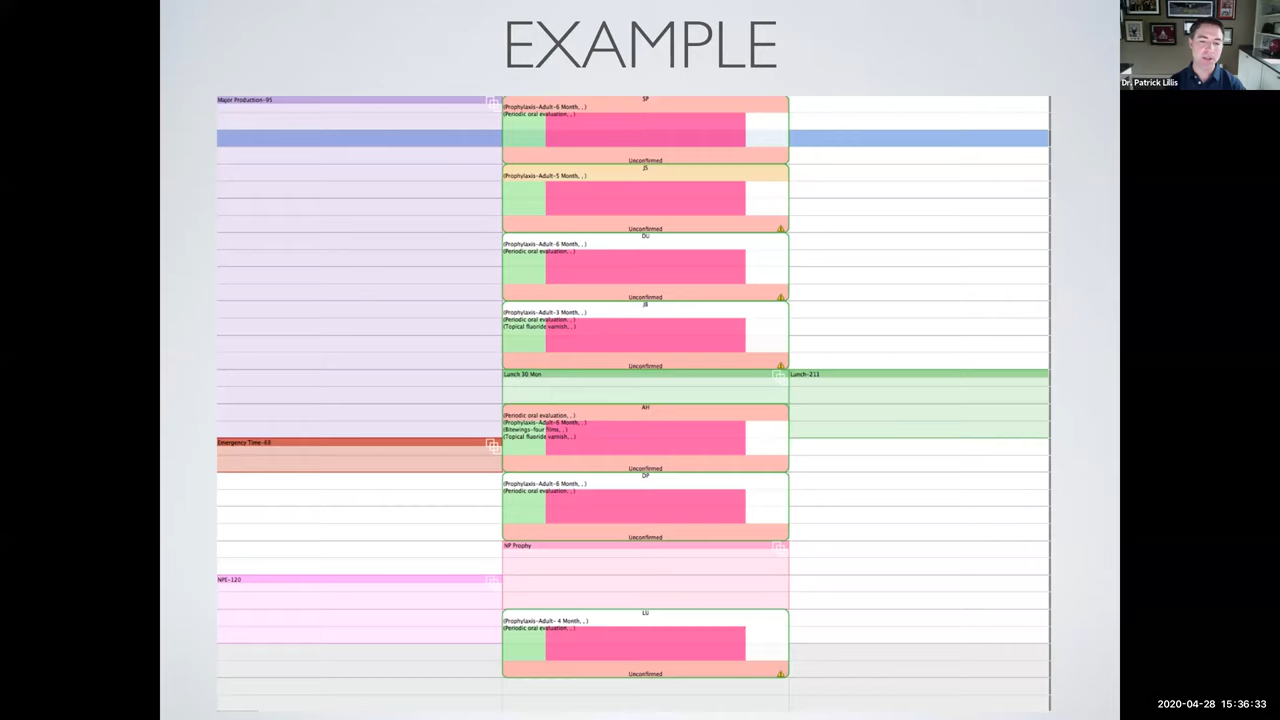 EXAMPLE
Dr. Patrick Lillis
Major Production-95
SP
(Prophylaxis-Adult-6 Month, , )
(Periodic oral evaluation, , )
Unconfirmed
JS
(Prophylaxis-Adult-5 Month, , )
Unconfirmed
DU
(Prophylaxis-Adult-6 Month, , )
(Periodic oral evaluation, , )
Unconfirmed
JB
(Prophylaxis-Adult-3 Month, , )
(Periodic oral evaluation, , )
(Topical fluoride varnish, , )
Unconfirmed
Lunch 30 Mon
Lunch-211
AH
(Periodic oral evaluation, , )
(Prophylaxis-Adult-6 Month, , )
(Bitewings-four films, , )
(Topical fluoride varnish, , )
Unconfirmed
Emergency Time-68
DP
(Prophylaxis-Adult-6 Month, , )
(Periodic oral evaluation, , )
Unconfirmed
NP Prophy
NPE-120
LU
(Prophylaxis-Adult- 4 Month, , )
(Periodic oral evaluation, , )
Unconfirmed
2020-04-28 15:36:33